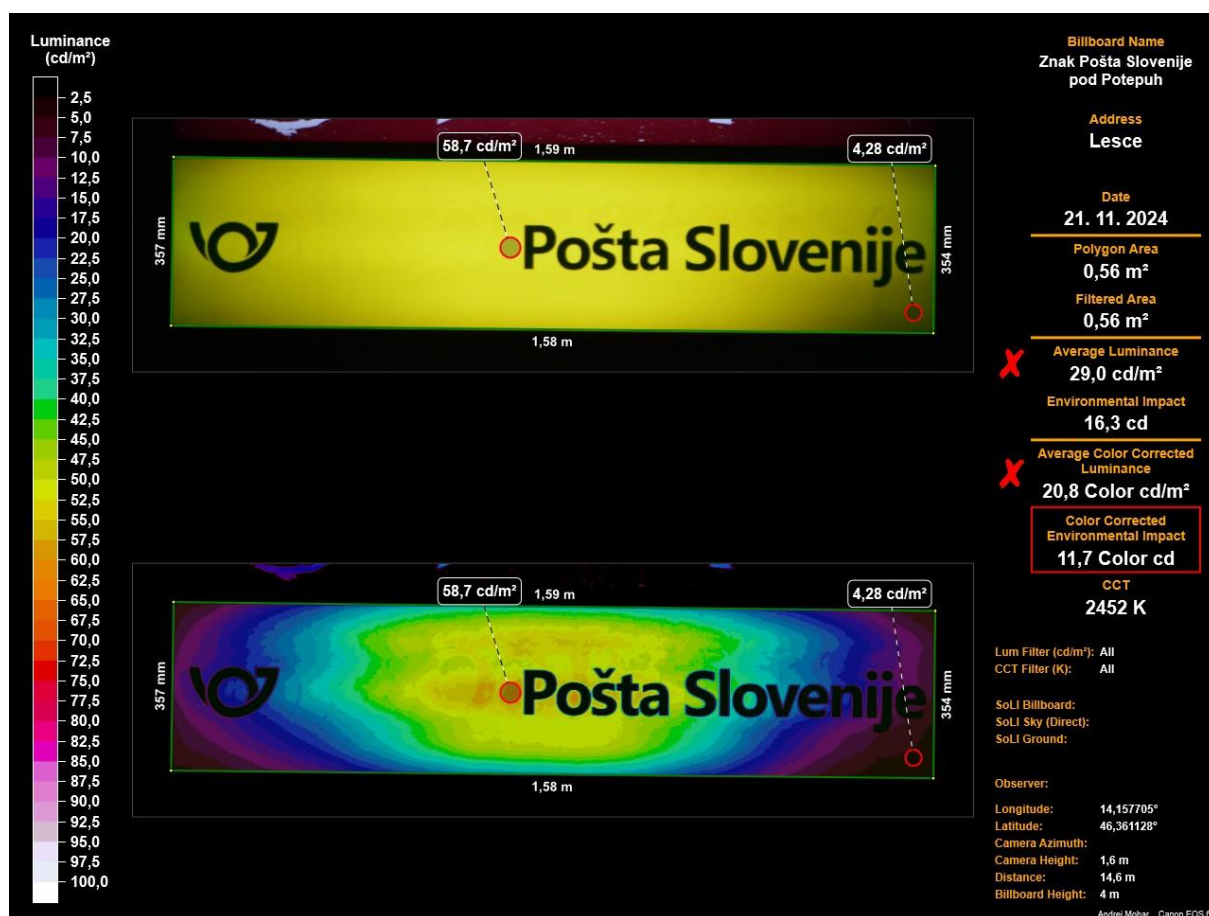 Luminance
(cd/m²)
2,5
5,0
7,5
10,0
12,5
15,0
17,5
20,0
22,5
25,0
27,5
30,0
32,5
35,0
37,5
40,0
42,5
45,0
47,5
50,0
52,5
55,0
57,5
60,0
62,5
65,0
67,5
70,0
72,5
75,0
77,5
80,0
82,5
85,0
87,5
90,0
92,5
95,0
97,5
100,0
58,7 cd/m²
1,59 m
4,28 cd/m²
357 mm
Pošta Slovenije
354 mm
1,58 m
58,7 cd/m²
1,59 m
4,28 cd/m²
357 mm
Pošta Slovenije
354 mm
1,58 m
Billboard Name
Znak Pošta Slovenije
pod Potepuh
Address
Lesce
Date
21. 11. 2024
Polygon Area
0,56 m²
Filtered Area
0,56 m²
Average Luminance
29,0 cd/m²
Environmental Impact
16,3 cd
Average Color Corrected
Luminance
20,8 Color cd/m²
Color Corrected
Environmental Impact
11,7 Color cd
CCT
2452 K
Lum Filter (cd/m²): All
CCT Filter (K): All
SoLI Billboard:
SoLI Sky (Direct):
SoLI Ground:
Observer:
Longitude: 14,157705°
Latitude: 46,361128°
Camera Azimuth:
Camera Height: 1,6 m
Distance: 14,6 m
Billboard Height: 4 m
Andrej Mohar Canon EOS 6